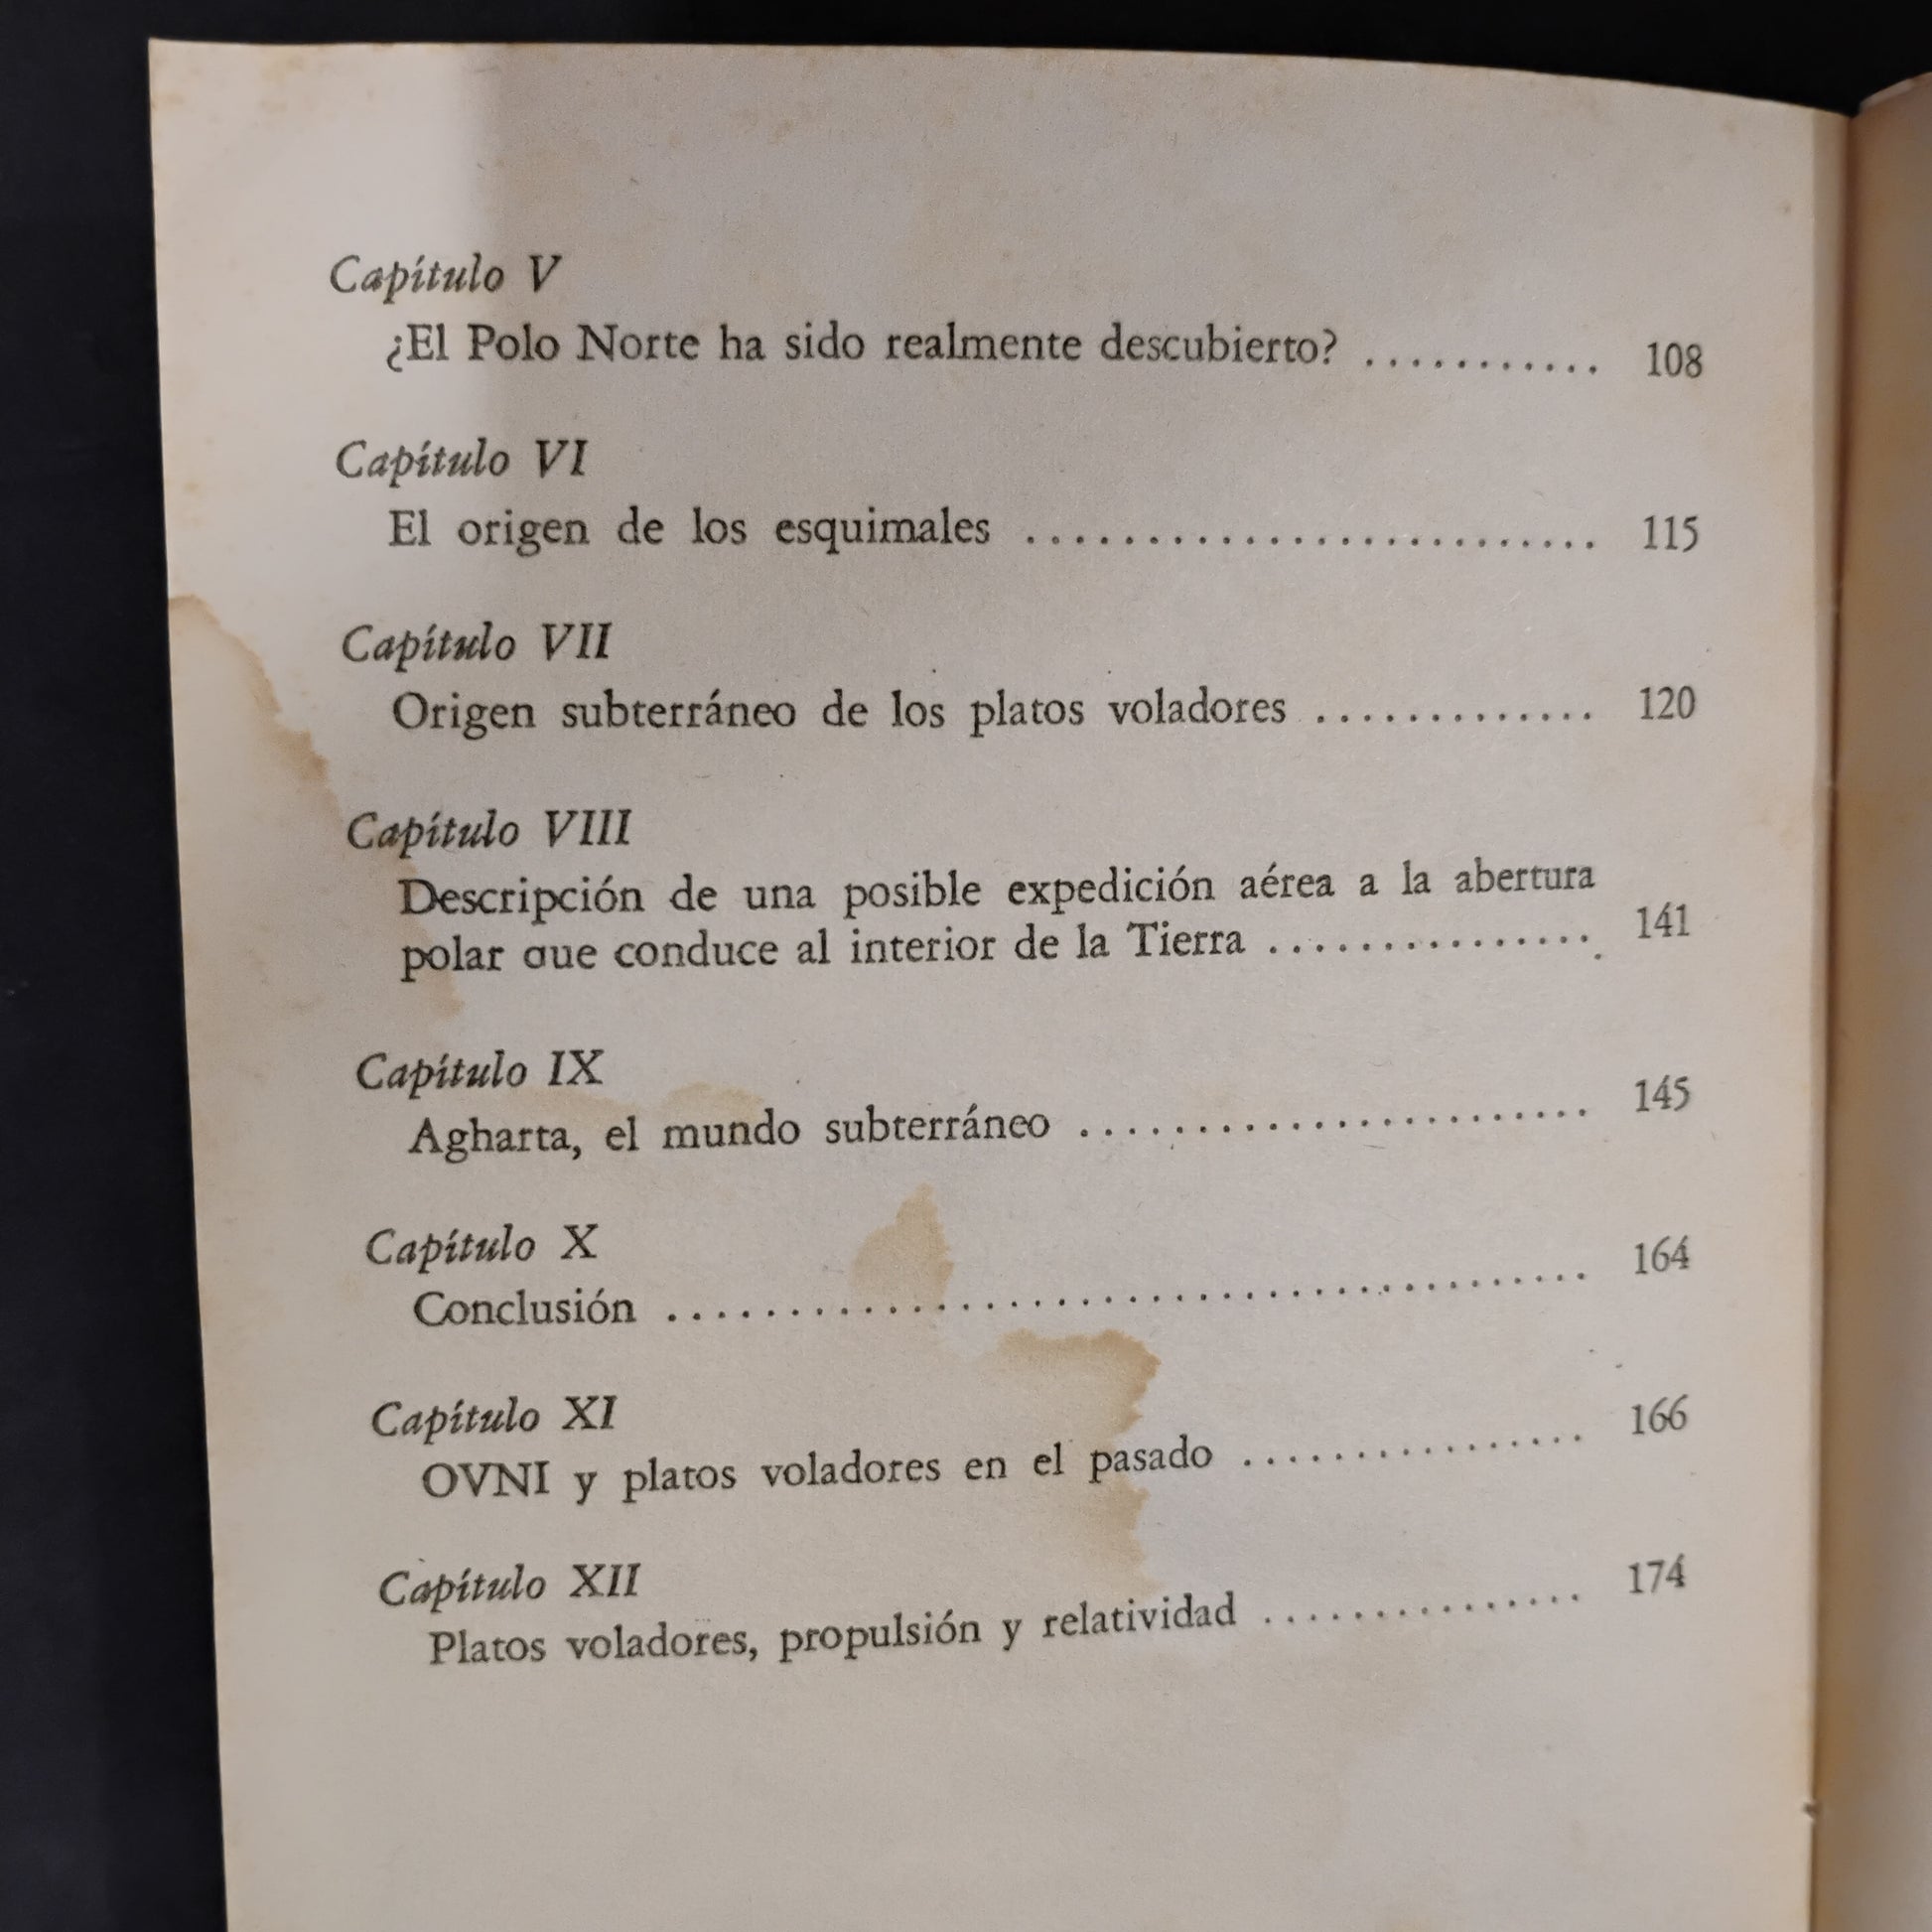 Capítulo V
¿El Polo Norte ha sido realmente descubierto? ........... 108
Capítulo VI
El origen de los esquimales ........................... 115
Capítulo VII
Origen subterráneo de los platos voladores ............. 120
Capítulo VIII
Descripción de una posible expedición aérea a la abertura
polar que conduce al interior de la Tierra ............... 141
Capítulo IX
Agharta, el mundo subterráneo ........................ 145
Capítulo X
Conclusión ...................................... 164
Capítulo XI
OVNI y platos voladores en el pasado ................ 166
Capítulo XII
Platos voladores, propulsión y relatividad ............... 174